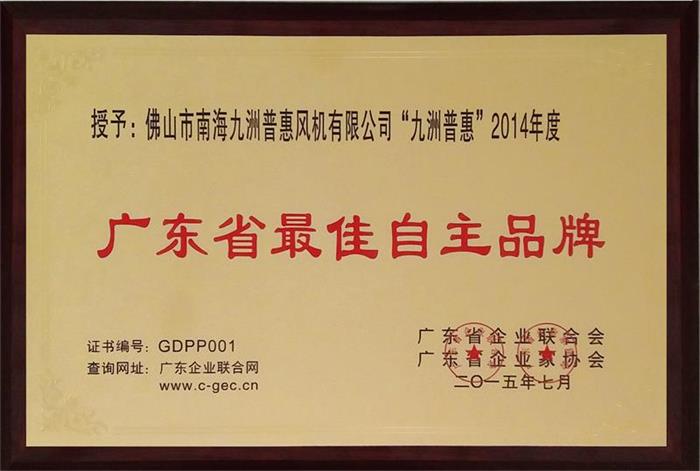 授予：佛山市南海九洲普惠风机有限公司“九洲普惠”2014年度
广东省最佳自主品牌
证书编号：GDPP001
查询网址：广东企业联合网
www.c-gec.cn
广东省企业联合会
广东省企业家协会
二〇一五年七月